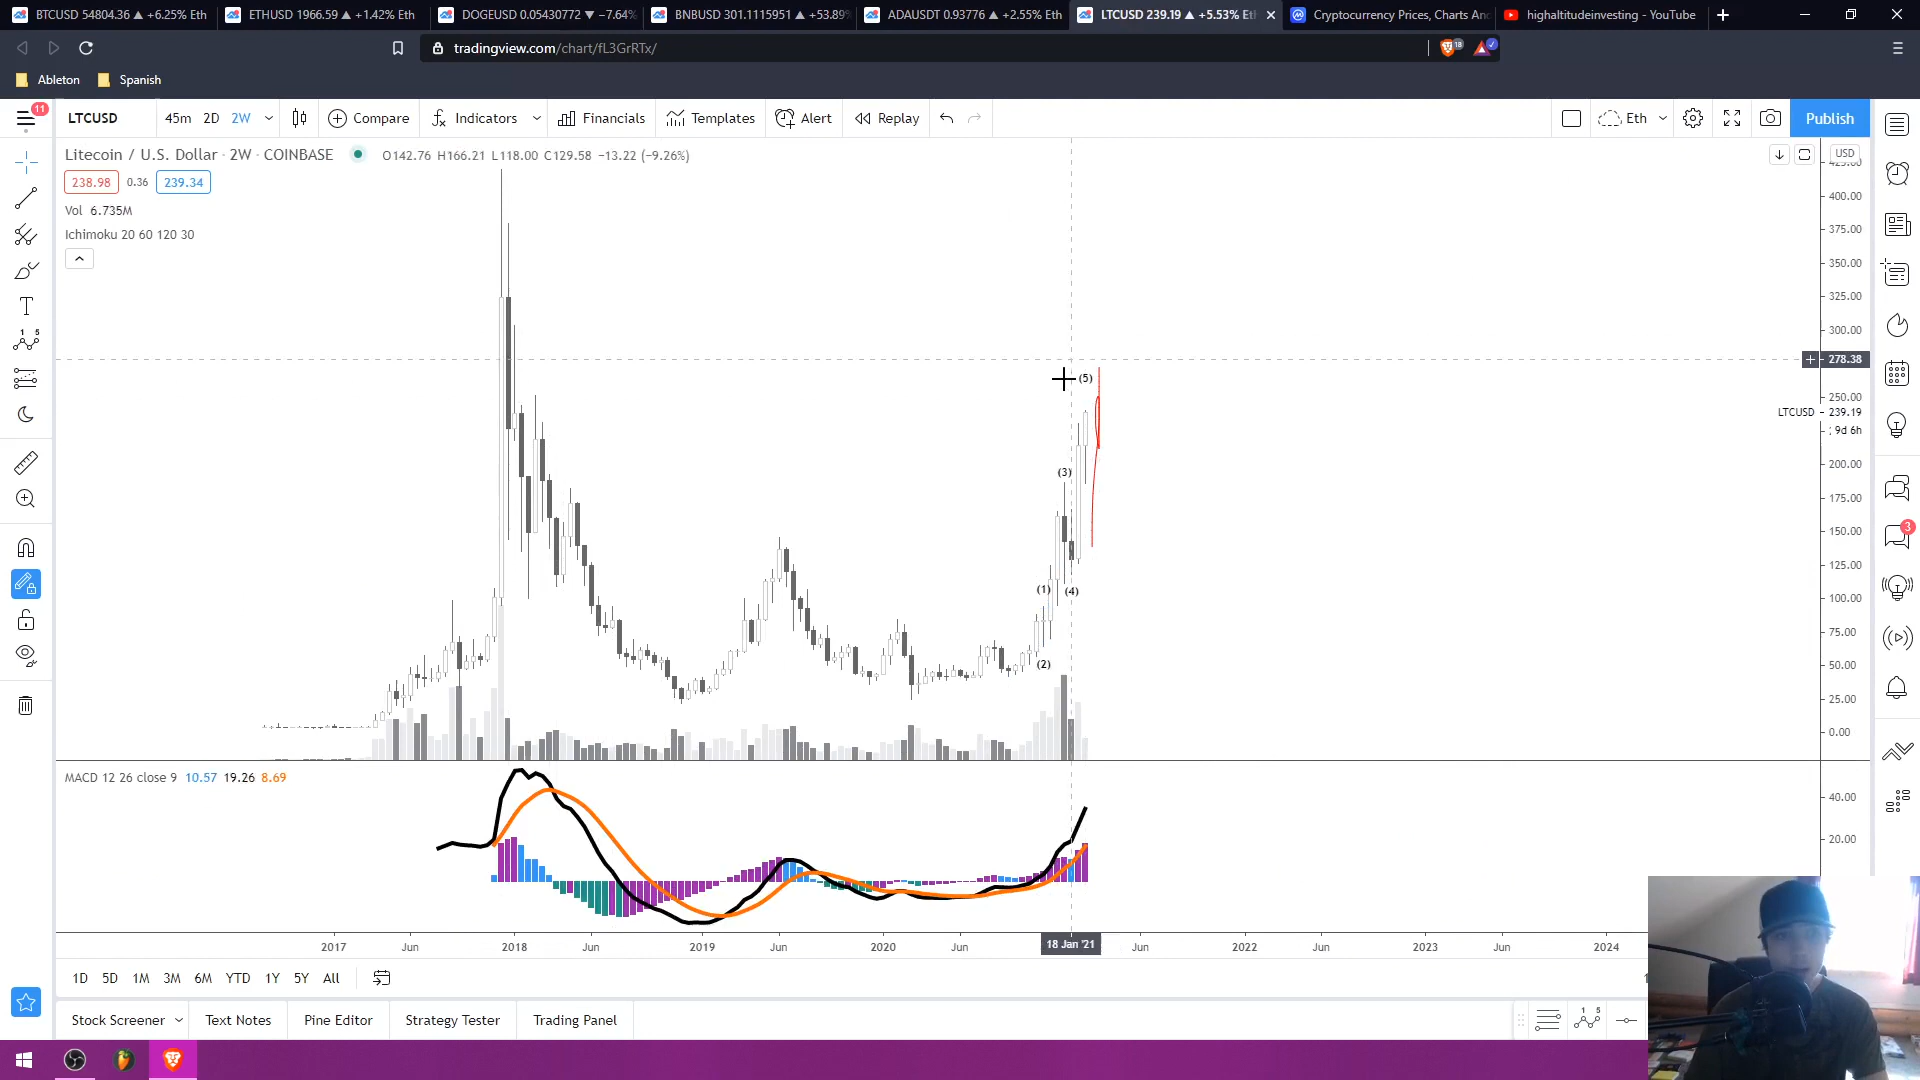 BTCUSD 54804.36 ▲ +6.25% Eth
ETHUSD 1966.59 ▲ +1.42% Eth
DOGEUSD 0.05430772 ▼ −7.64%
BNBUSD 301.1115951 ▲ +53.89%
ADAUSDT 0.93776 ▲ +2.55% Eth
LTCUSD 239.19 ▲ +5.53% Eth
Cryptocurrency Prices, Charts An
highaltitudeinvesting - YouTube
tradingview.com/chart/fL3GrRTx/
18
Ableton
Spanish
11
LTCUSD
45m
2D
2W
Compare
Indicators
Financials
Templates
Alert
Replay
Eth
Publish
Litecoin / U.S. Dollar · 2W · COINBASE
O142.76 H166.21 L118.00 C129.58 −13.22 (−9.26%)
USD
238.98
0.36
239.34
Vol 6.735M
Ichimoku 20 60 120 30
400.00
375.00
350.00
325.00
300.00
278.38
250.00
LTCUSD
239.19
9d 6h
200.00
175.00
150.00
125.00
100.00
75.00
50.00
25.00
0.00
(5)
(3)
(1)
(4)
(2)
3
MACD 12 26 close 9 10.57 19.26 8.69
40.00
20.00
2017
Jun
2018
Jun
2019
Jun
2020
Jun
18 Jan '21
Jun
2022
Jun
2023
Jun
2024
1D
5D
1M
3M
6M
YTD
1Y
5Y
All
Stock Screener
Text Notes
Pine Editor
Strategy Tester
Trading Panel